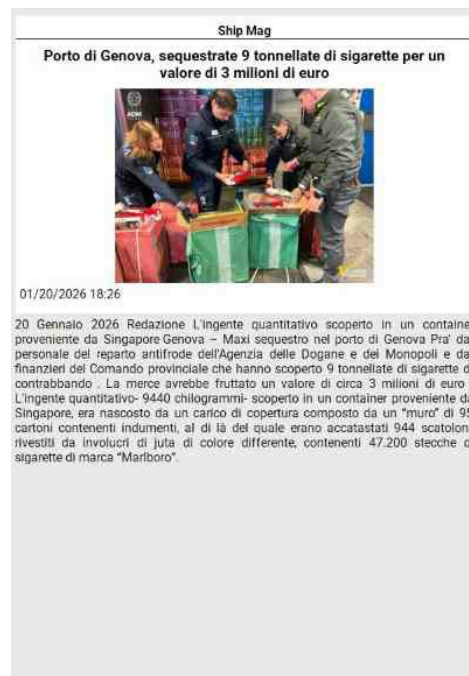 Ship Mag
Porto di Genova, sequestrate 9 tonnellate di sigarette per un
valore di 3 milioni di euro
ADM
01/20/2026 18:26
20 Gennaio 2026 Redazione L'ingente quantitativo scoperto in un containe
proveniente da Singapore Genova – Maxi sequestro nel porto di Genova Pra' da
personale del reparto antifrode dell'Agenzia delle Dogane e dei Monopoli e da
finanzieri del Comando provinciale che hanno scoperto 9 tonnellate di sigarette d
contrabbando . La merce avrebbe fruttato un valore di circa 3 milioni di euro
L'ingente quantitativo- 9440 chilogrammi- scoperto in un container proveniente da
Singapore, era nascosto da un carico di copertura composto da un “muro” di 95
cartoni contenenti indumenti, al di là del quale erano accatastati 944 scatolon
rivestiti da involucri di juta di colore differente, contenenti 47.200 stecche d
sigarette di marca “Marlboro”.